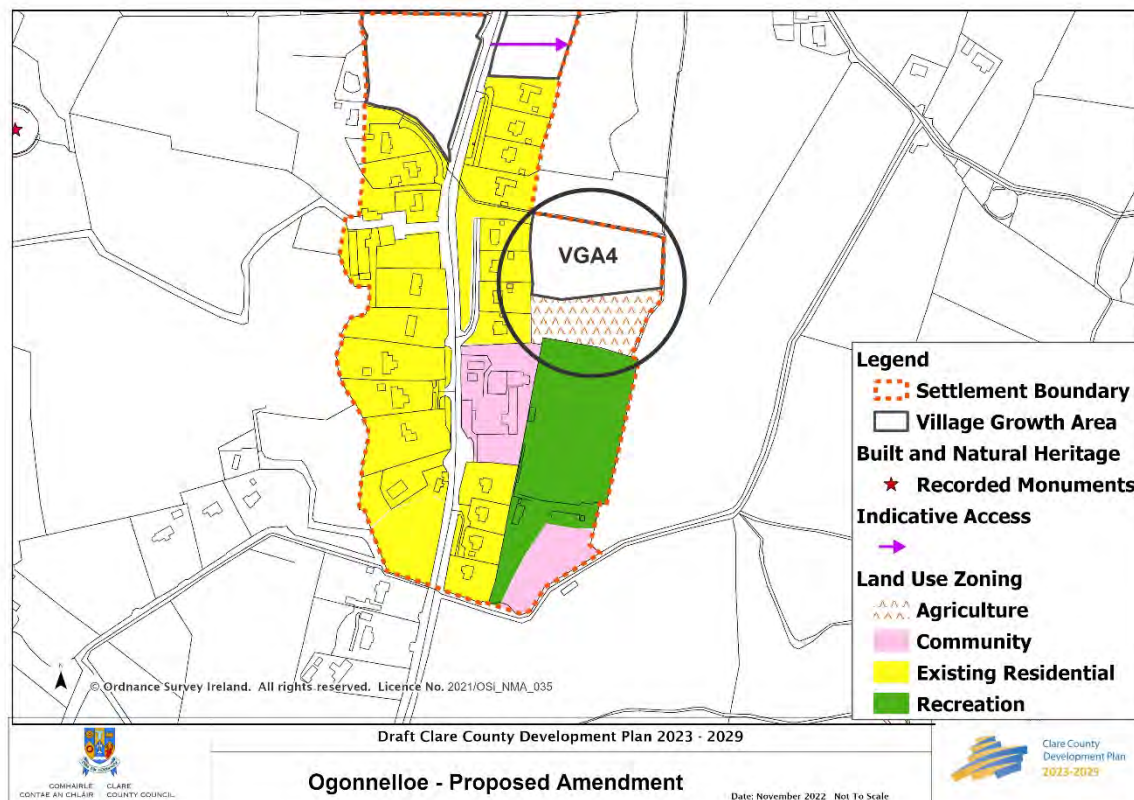 VGA4
Legend
Settlement Boundary
Village Growth Area
Built and Natural Heritage
Recorded Monuments
Indicative Access
Land Use Zoning
Agriculture
Community
Existing Residential
Recreation
© Ordnance Survey Ireland. All rights reserved. Licence No. 2021/OSi_NMA_035
Draft Clare County Development Plan 2023 - 2029
Ogonnelloe - Proposed Amendment
Date: November 2022 Not To Scale
COMHAIRLE CLARE
CONTAE AN CHLÁIR COUNTY COUNCIL
Clare County
Development Plan
2023-2029